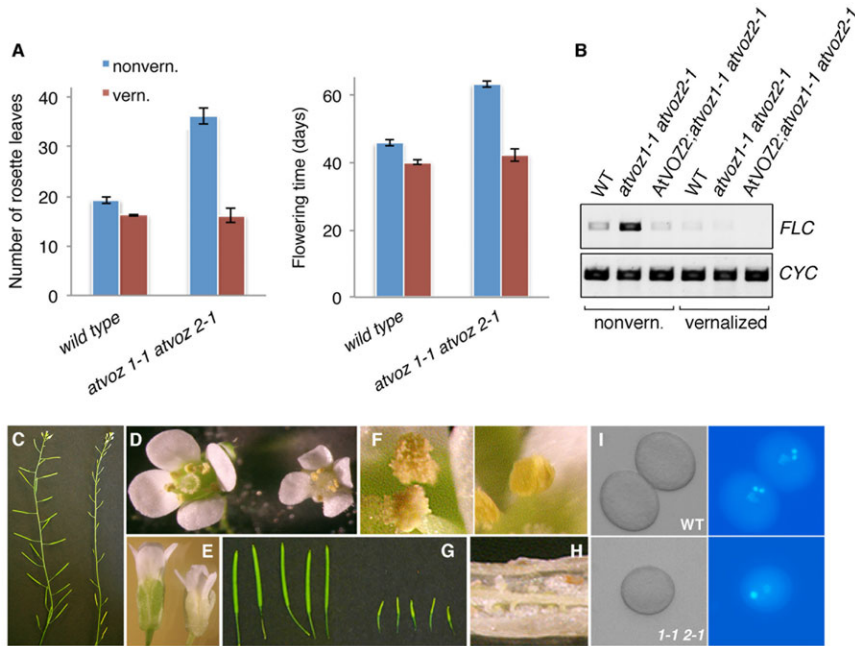 A
B
nonvern.
vern.
Number of rosette leaves
40
30
20
10
0
wild type
atvoz 1-1 atvoz 2-1
Flowering time (days)
60
40
20
0
wild type
atvoz 1-1 atvoz 2-1
WT
atvoz1-1 atvoz2-1
AtVOZ2;atvoz1-1 atvoz2-1
WT
atvoz1-1 atvoz2-1
AtVOZ2;atvoz1-1 atvoz2-1
FLC
CYC
nonvern.
vernalized
C
D
F
I
WT
E
G
H
1-1 2-1